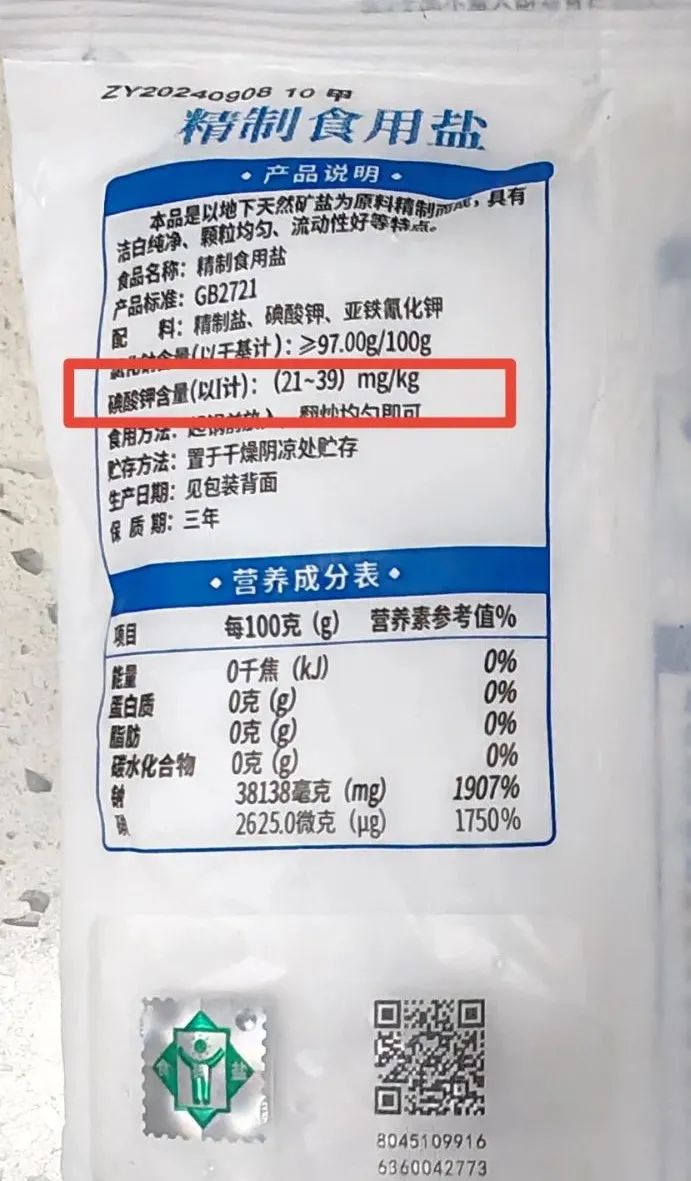 ZY20240908 10 甲
精制食用盐
产品说明
本品是以地下天然矿盐为原料精制而成，具有
洁白纯净、颗粒均匀、流动性好等特点。
食品名称：精制食用盐
产品标准：GB2721
配 料：精制盐、碘酸钾、亚铁氰化钾
氯化钠含量(以干基计)：≥97.00g/100g
碘酸钾含量(以I计)：(21~39) mg/kg
食用方法：起锅前放入，翻炒均匀即可
贮存方法：置于干燥阴凉处贮存
生产日期：见包装背面
保 质 期：三年
营养成分表
项目 每100克 (g) 营养素参考值%
能量 0千焦 (kJ) 0%
蛋白质 0克 (g) 0%
脂肪 0克 (g) 0%
碳水化合物 0克 (g) 0%
钠 38138毫克 (mg) 1907%
碘 2625.0微克 (μg) 1750%
食 盐
8045109916
6360042773